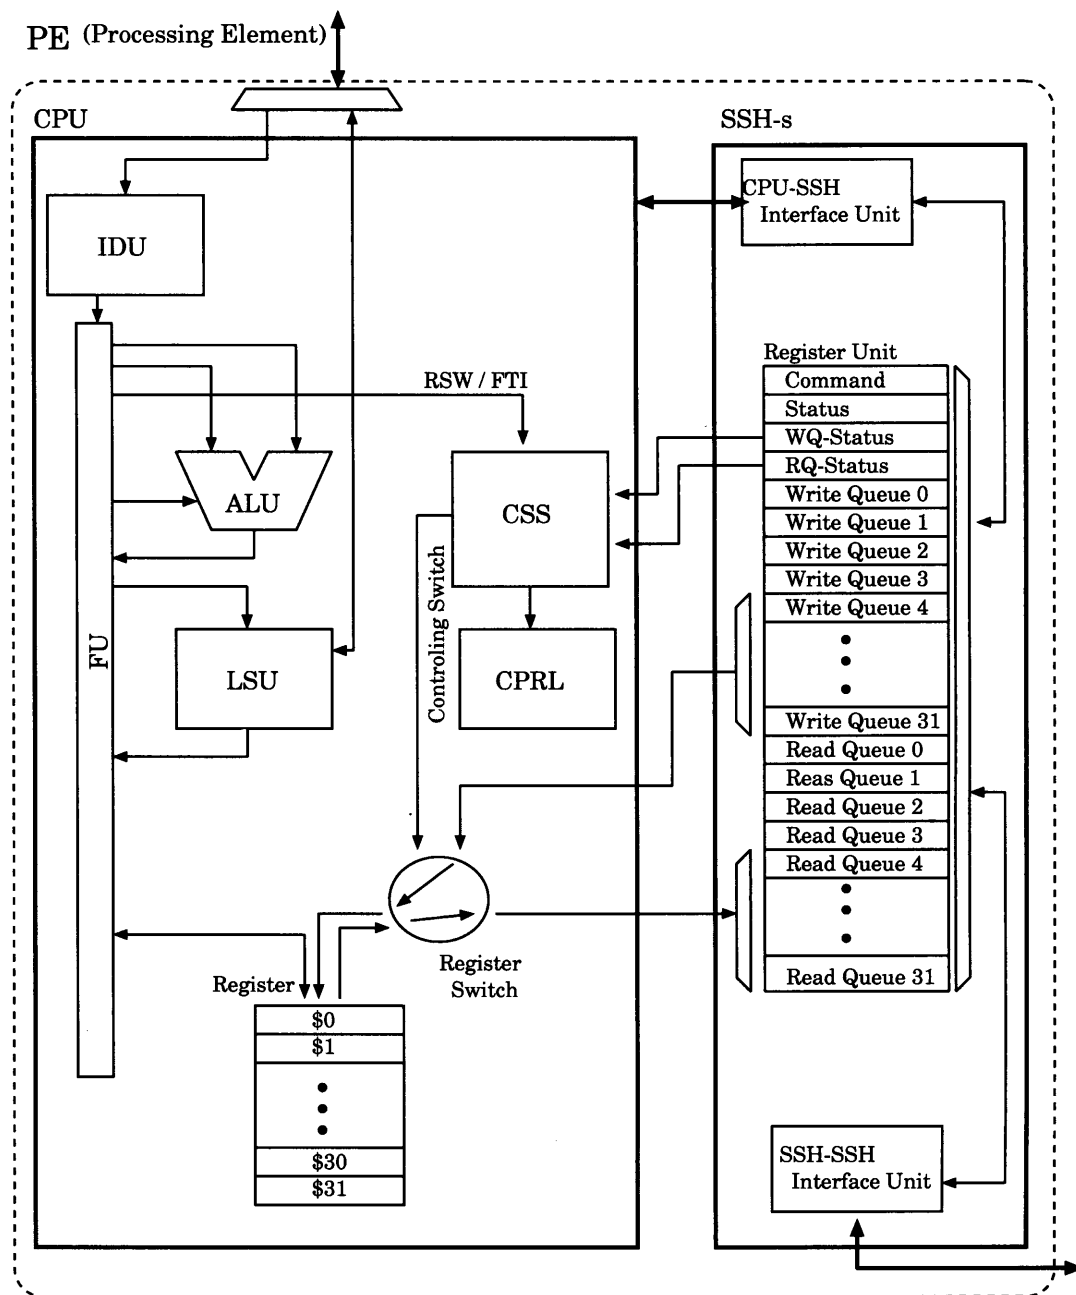 PE (Processing Element)
CPU
SSH-s
CPU-SSH
Interface Unit
IDU
Register Unit
Command
Status
WQ-Status
RQ-Status
Write Queue 0
Write Queue 1
Write Queue 2
Write Queue 3
Write Queue 4
Write Queue 31
Read Queue 0
Reas Queue 1
Read Queue 2
Read Queue 3
Read Queue 4
Read Queue 31
RSW / FTI
ALU
CSS
Controling Switch
FU
LSU
CPRL
Register
Switch
Register
$0
$1
$30
$31
SSH-SSH
Interface Unit